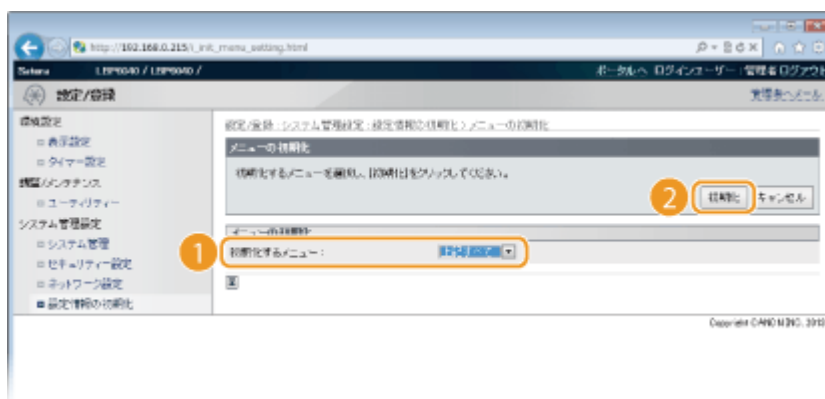 http://192.168.0.215/i_init_menu_setting.html
Satera LBP9040 / LBP9040 /
ポータルへ ログインユーザー: 管理者 ログアウト
設定/登録
管理者へメール
環境設定
表示設定
タイマー設定
調整/メンテナンス
ユーティリティー
システム管理設定
システム管理
セキュリティー設定
ネットワーク設定
設定情報の初期化
設定/登録:システム管理設定:設定情報の初期化 > メニューの初期化
メニューの初期化
初期化するメニューを選択し、[初期化]をクリックしてください。
2
初期化 キャンセル
メニューの初期化
1
初期化するメニュー:
Copyright CANON INC. 2013